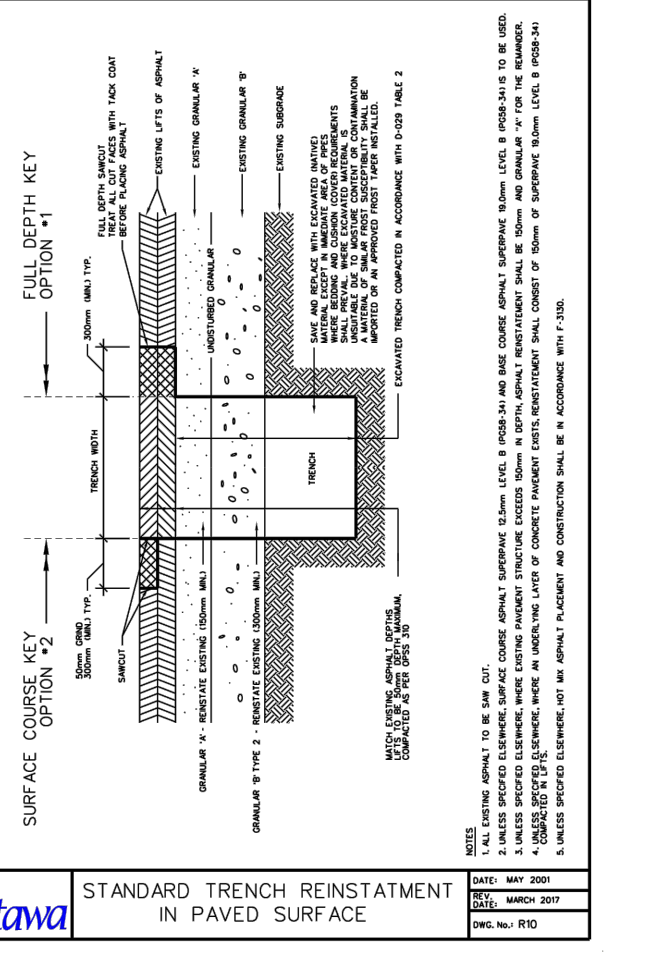 SURFACE COURSE KEY
OPTION #2
FULL DEPTH KEY
OPTION #1
50mm GRIND
300mm (MIN.) TYP.
SAWCUT
TRENCH WIDTH
300mm (MIN.) TYP.
FULL DEPTH SAWCUT
TREAT ALL CUT FACES WITH TACK COAT
BEFORE PLACING ASPHALT
EXISTING LIFTS OF ASPHALT
EXISTING GRANULAR 'A'
UNDISTURBED GRANULAR
EXISTING GRANULAR 'B'
EXISTING SUBGRADE
GRANULAR 'A' - REINSTATE EXISTING (150mm MIN.)
GRANULAR 'B' TYPE 2 - REINSTATE EXISTING (300mm MIN.)
TRENCH
SAVE AND REPLACE WITH EXCAVATED (NATIVE)
MATERIAL EXCEPT IN IMMEDIATE AREA OF PIPES
WHERE BEDDING AND CUSHION (COVER) REQUIREMENTS
SHALL PREVAIL. WHERE EXCAVATED MATERIAL IS
UNSUITABLE DUE TO MOISTURE CONTENT OR CONTAMINATION
A MATERIAL OF SIMILAR FROST SUSCEPTIBILITY SHALL BE
IMPORTED OR AN APPROVED FROST TAPER INSTALLED.
MATCH EXISTING ASPHALT DEPTHS
LIFTS TO BE 50mm DEPTH MAXIMUM,
COMPACTED AS PER OPSS 310
EXCAVATED TRENCH COMPACTED IN ACCORDANCE WITH D-029 TABLE 2
NOTES
1. ALL EXISTING ASPHALT TO BE SAW CUT.
2. UNLESS SPECIFIED ELSEWHERE, SURFACE COURSE ASPHALT SUPERPAVE 12.5mm LEVEL B (PG58-34) AND BASE COURSE ASPHALT SUPERPAVE 19.0mm LEVEL B (PG58-34) IS TO BE USED.
3. UNLESS SPECIFIED ELSEWHERE, WHERE EXISTING PAVEMENT STRUCTURE EXCEEDS 150mm IN DEPTH, ASPHALT REINSTATEMENT SHALL BE 150mm AND GRANULAR "A" FOR THE REMAINDER.
4. UNLESS SPECIFIED ELSEWHERE, WHERE AN UNDERLYING LAYER OF CONCRETE PAVEMENT EXISTS, REINSTATEMENT SHALL CONSIST OF 150mm OF SUPERPAVE 19.0mm LEVEL B (PG58-34)
COMPACTED IN LIFTS.
5. UNLESS SPECIFIED ELSEWHERE, HOT MIX ASPHALT PLACEMENT AND CONSTRUCTION SHALL BE IN ACCORDANCE WITH F-3130.
tawa
STANDARD TRENCH REINSTATMENT
IN PAVED SURFACE
DATE: MAY 2001
REV. DATE: MARCH 2017
DWG. No.: R10